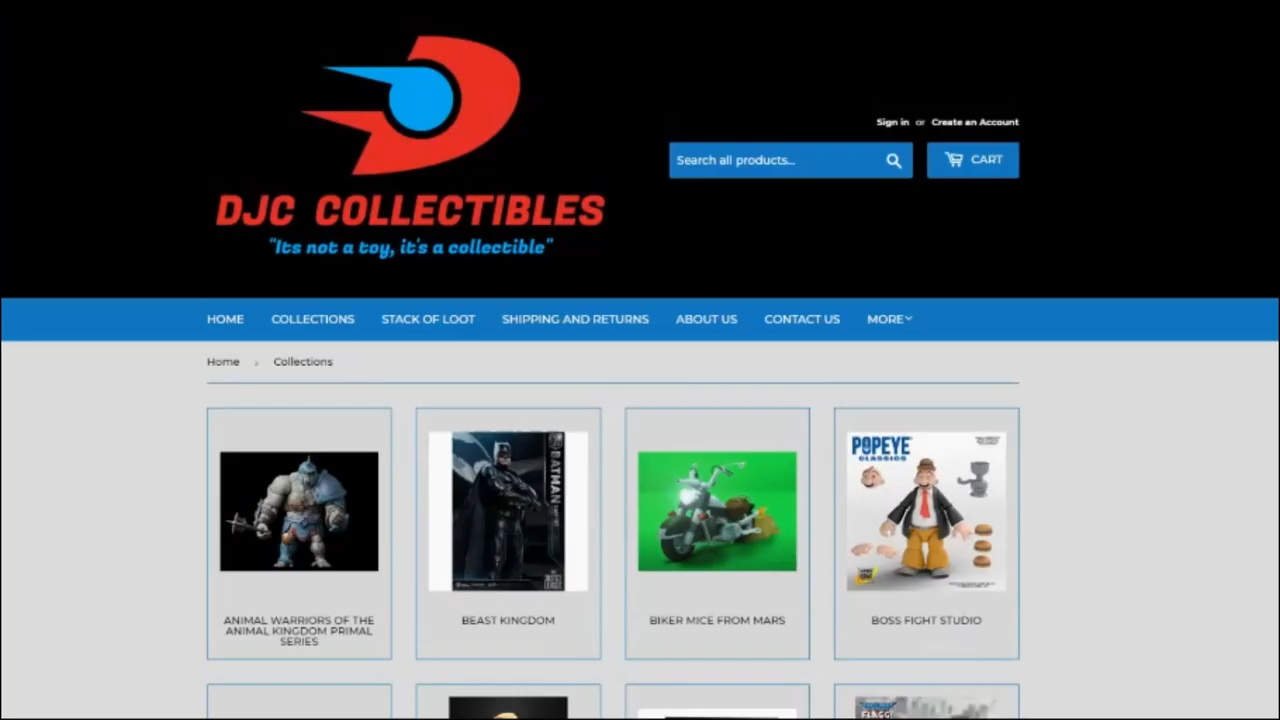 Sign in or Create an Account
Search all products...
CART
DJC COLLECTIBLES
"Its not a toy, it's a collectible"
HOME COLLECTIONS STACK OF LOOT SHIPPING AND RETURNS ABOUT US CONTACT US MORE
Home › Collections
BATMAN
POPEYE
CLASSICS
ANIMAL WARRIORS OF THE
ANIMAL KINGDOM PRIMAL
SERIES
BEAST KINGDOM
BIKER MICE FROM MARS
BOSS FIGHT STUDIO